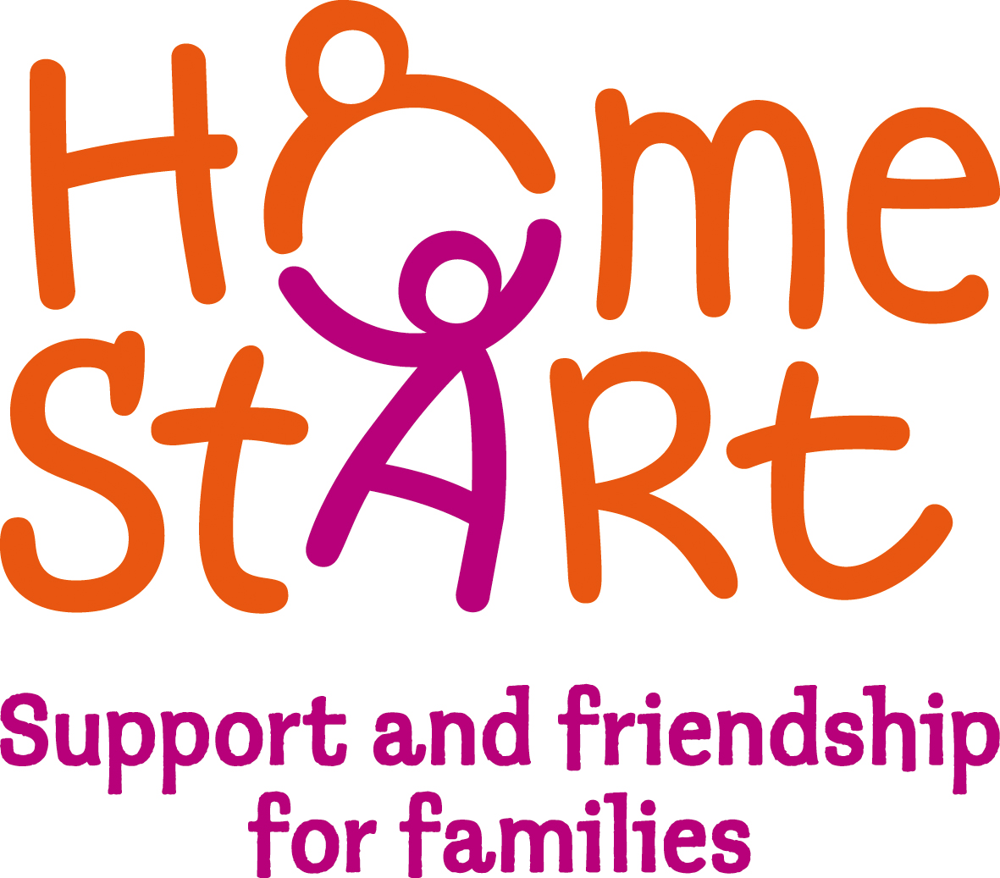 HOme
StARt
Support and friendship
for families